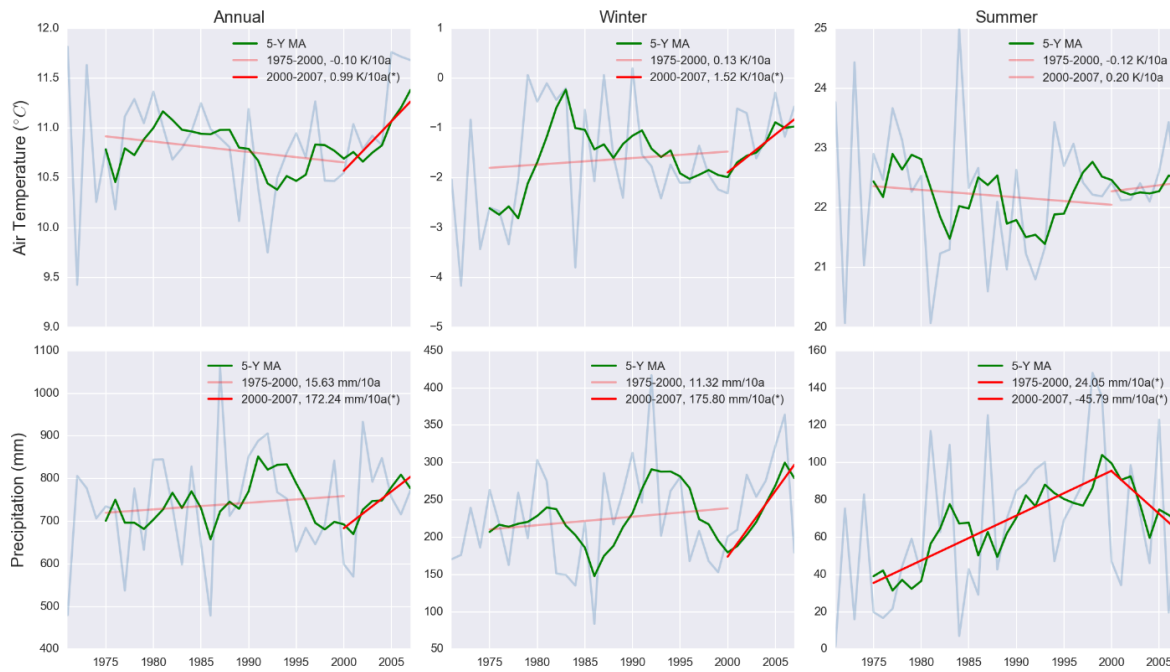 Annual
Winter
Summer
Air Temperature (°C)
12.0
11.5
11.0
10.5
10.0
9.5
9.0
5-Y MA
1975-2000, -0.10 K/10a
2000-2007, 0.99 K/10a(*)
1
0
−1
−2
−3
−4
−5
5-Y MA
1975-2000, 0.13 K/10a
2000-2007, 1.52 K/10a(*)
25
24
23
22
21
20
5-Y MA
1975-2000, -0.12 K/10a
2000-2007, 0.20 K/10a
Precipitation (mm)
1100
1000
900
800
700
600
500
400
5-Y MA
1975-2000, 15.63 mm/10a
2000-2007, 172.24 mm/10a(*)
1975 1980 1985 1990 1995 2000 2005
450
400
350
300
250
200
150
100
50
5-Y MA
1975-2000, 11.32 mm/10a
2000-2007, 175.80 mm/10a(*)
1975 1980 1985 1990 1995 2000 2005
160
140
120
100
80
60
40
20
0
5-Y MA
1975-2000, 24.05 mm/10a(*)
2000-2007, -45.79 mm/10a(*)
1975 1980 1985 1990 1995 2000 2005